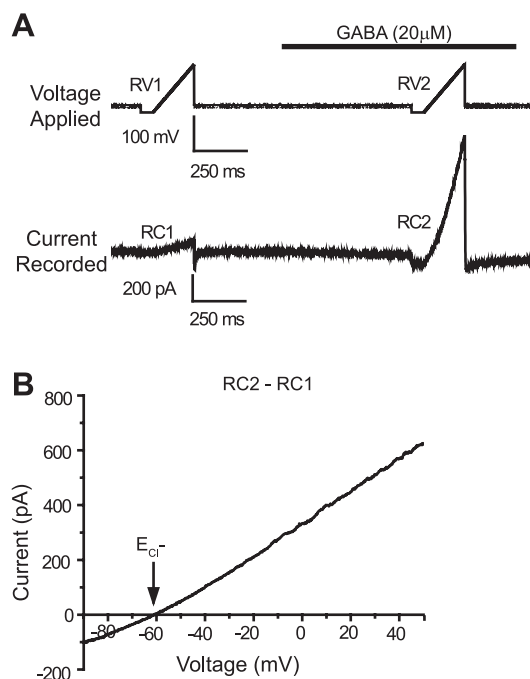 A
GABA (20μM)
RV1
RV2
Voltage
Applied
100 mV
250 ms
RC1
RC2
Current
Recorded
200 pA
250 ms
B
RC2 - RC1
800
600
400
200
0
-200
Current (pA)
ECl-
-80 -60 -40 -20 0 20 40
Voltage (mV)